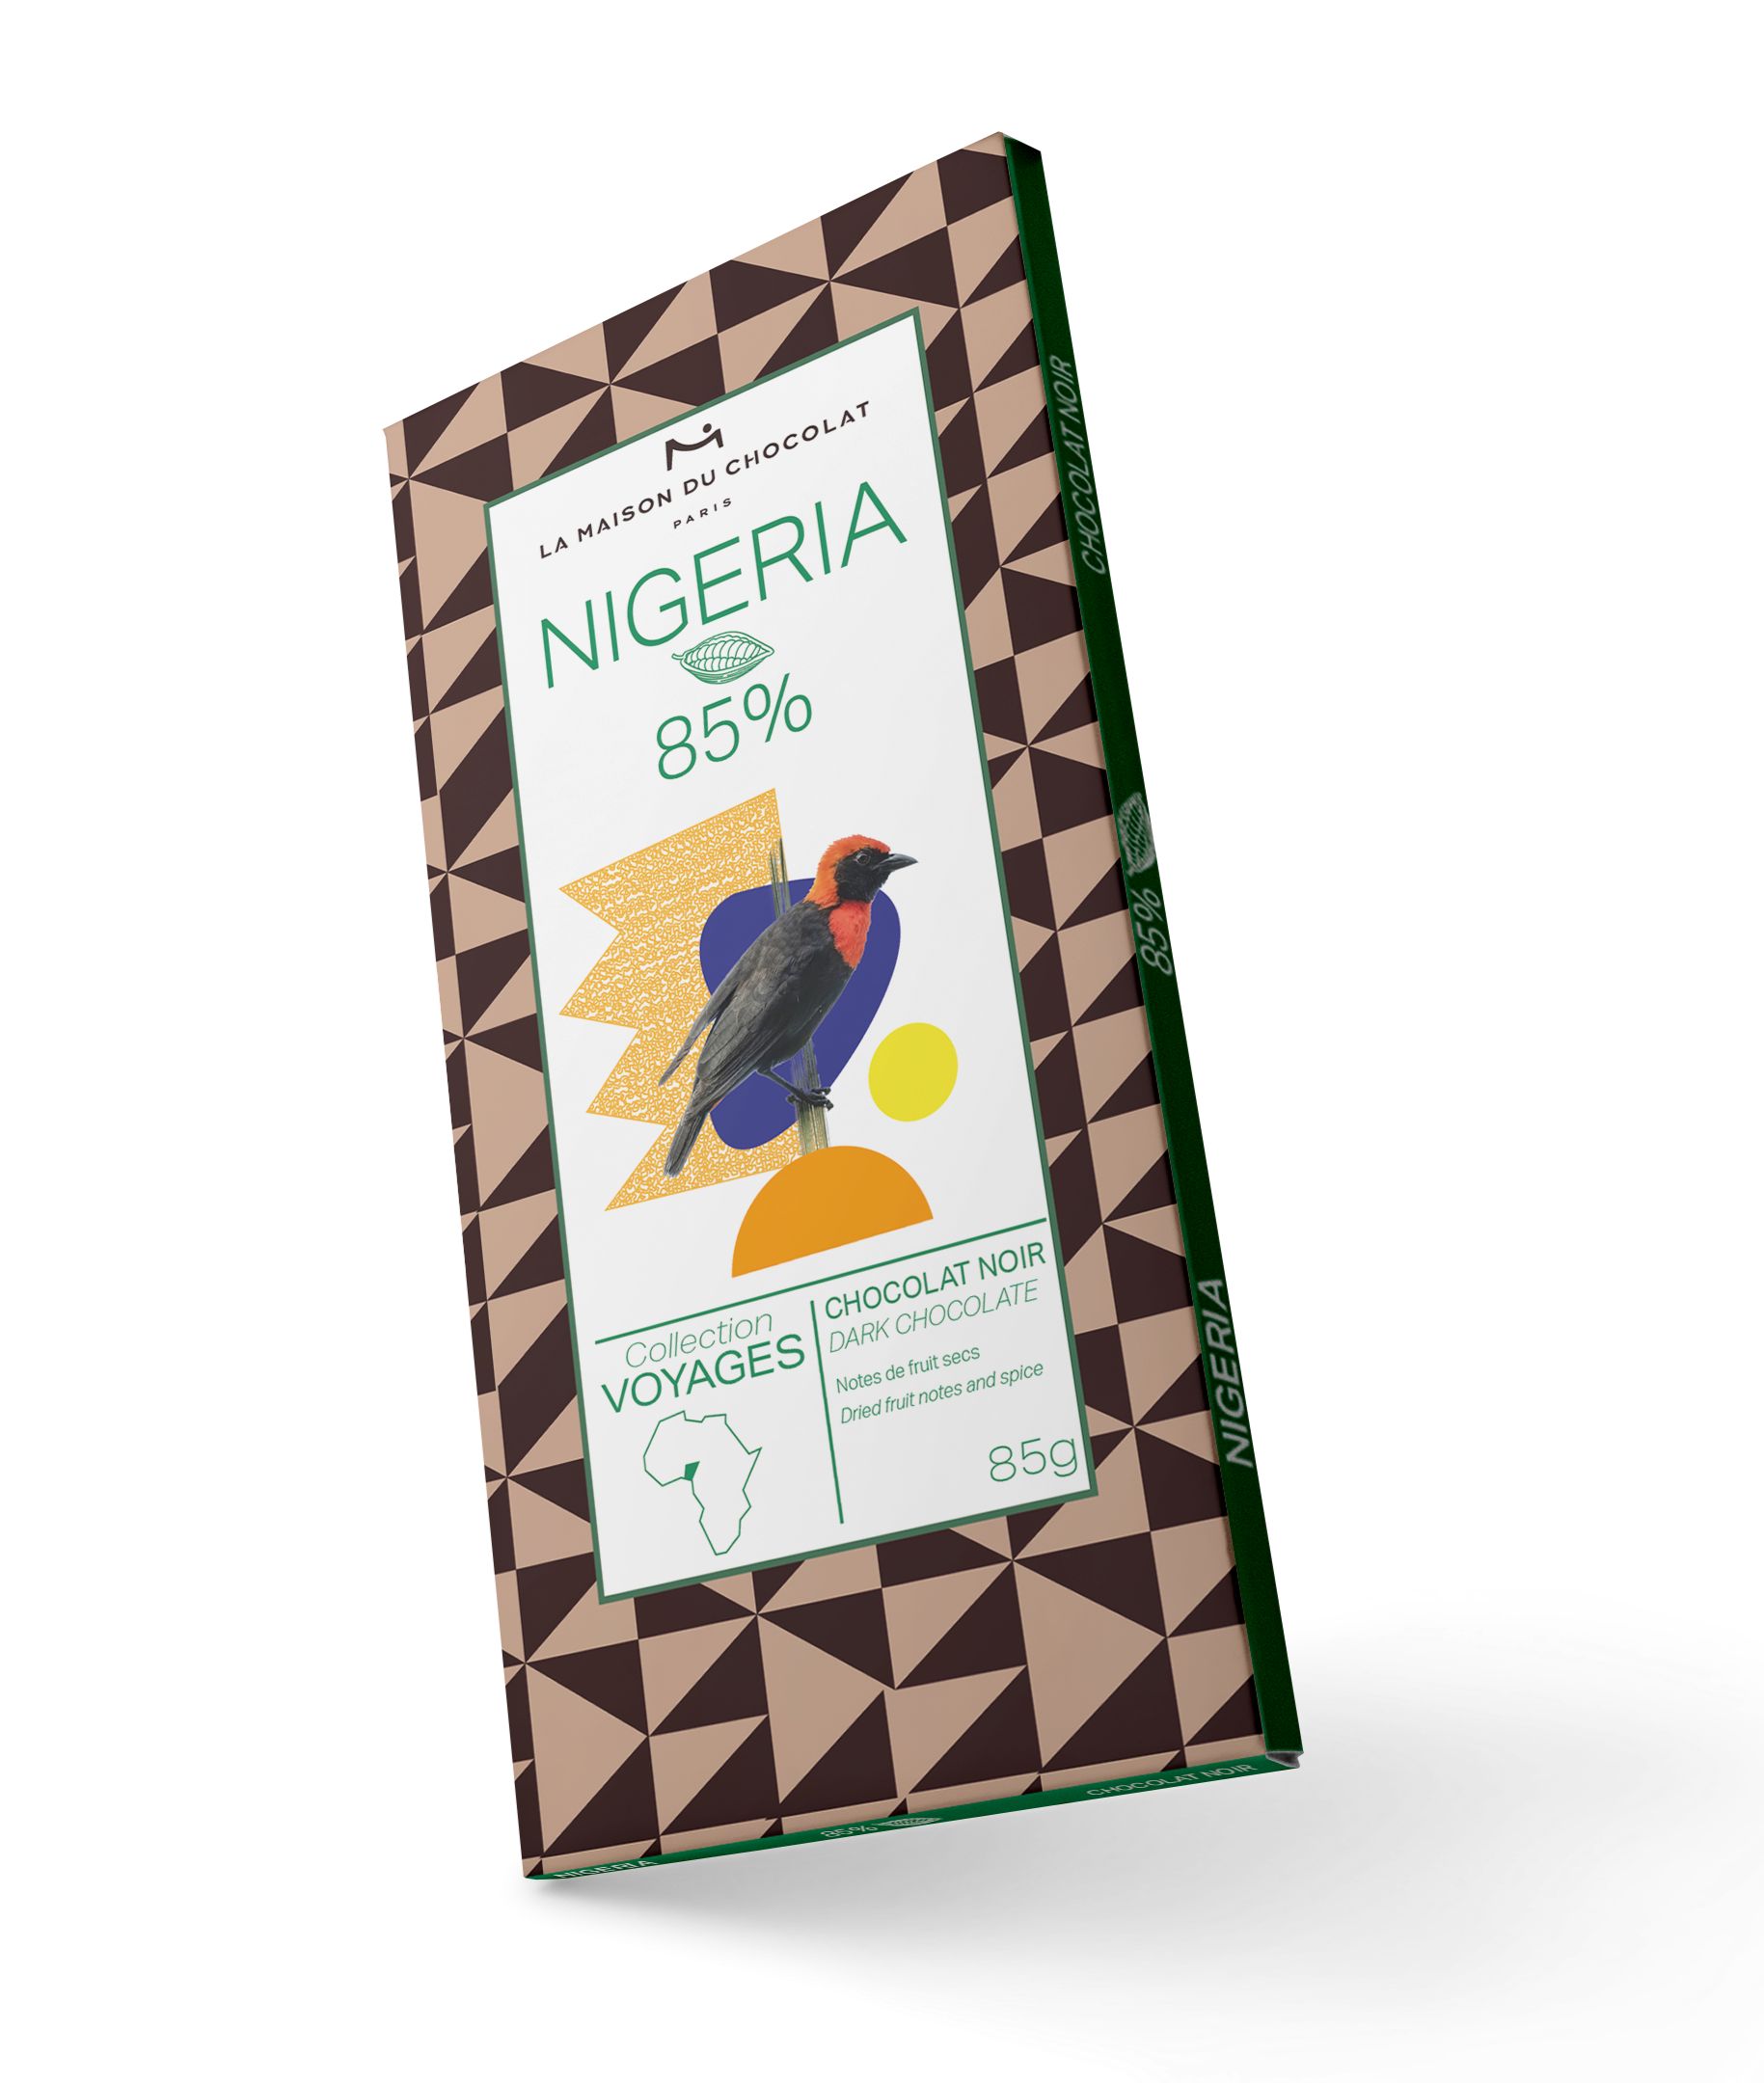 LA MAISON DU CHOCOLAT
PARIS
NIGERIA
85%
Collection
VOYAGES
CHOCOLAT NOIR
DARK CHOCOLATE
Notes de fruit secs
Dried fruit notes and spice
85g
NIGERIA
85%
CHOCOLAT NOIR
NIGERIA
85%
CHOCOLAT NOIR